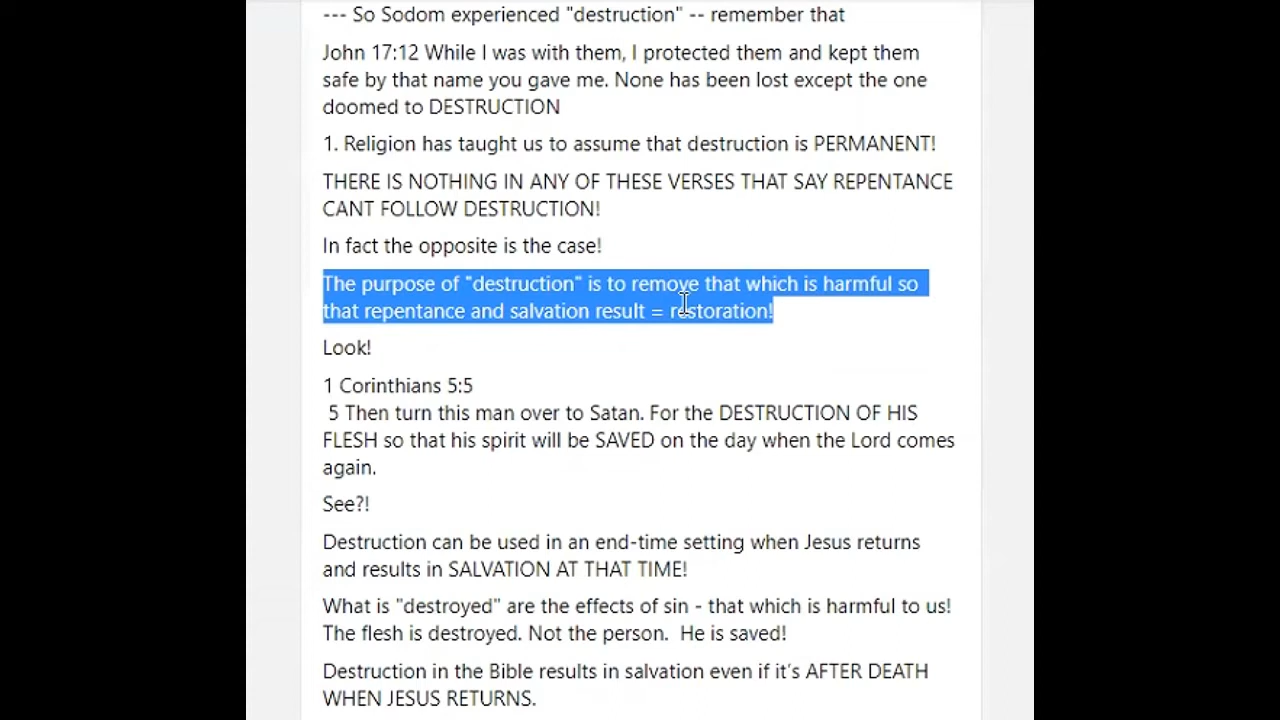 --- So Sodom experienced "destruction" -- remember that
John 17:12 While I was with them, I protected them and kept them
safe by that name you gave me. None has been lost except the one
doomed to DESTRUCTION
1. Religion has taught us to assume that destruction is PERMANENT!
THERE IS NOTHING IN ANY OF THESE VERSES THAT SAY REPENTANCE
CANT FOLLOW DESTRUCTION!
In fact the opposite is the case!
The purpose of "destruction" is to remove that which is harmful so
that repentance and salvation result = restoration!
Look!
1 Corinthians 5:5
5 Then turn this man over to Satan. For the DESTRUCTION OF HIS
FLESH so that his spirit will be SAVED on the day when the Lord comes
again.
See?!
Destruction can be used in an end-time setting when Jesus returns
and results in SALVATION AT THAT TIME!
What is "destroyed" are the effects of sin - that which is harmful to us!
The flesh is destroyed. Not the person.  He is saved!
Destruction in the Bible results in salvation even if it’s AFTER DEATH
WHEN JESUS RETURNS.